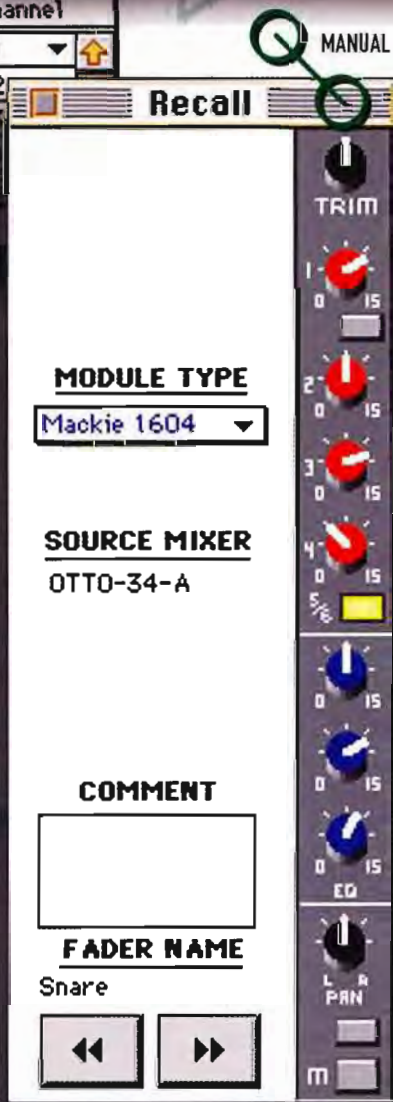 MANUAL
Recall
TRIM
1
0 15
MODULE TYPE
2
0 15
Mackie 1604
3
0 15
SOURCE MIXER
4
0 15
OTTO-34-A
5/6
0 15
COMMENT
0 15
0 15
EQ
FADER NAME
Snare
L R
PAN
m